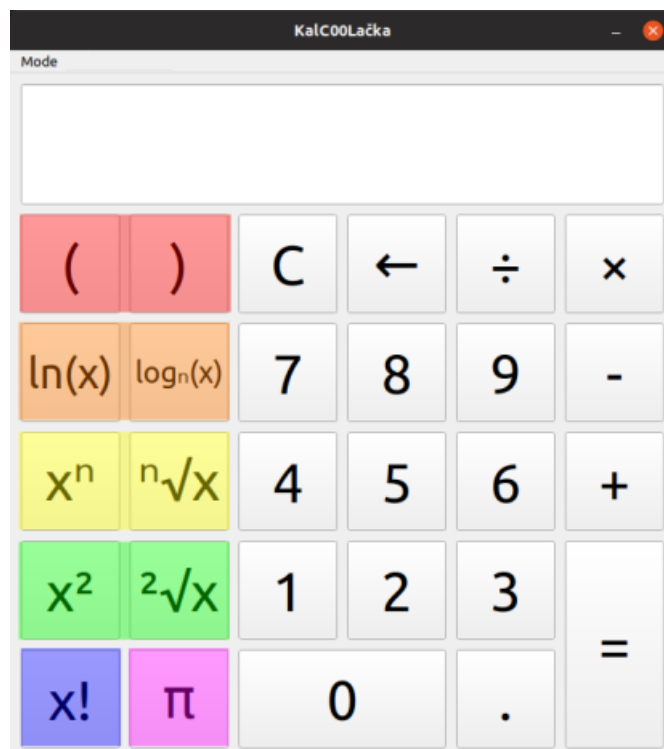 KalC00Lačka
Mode
( ) C ← ÷ ×
ln(x) logₙ(x) 7 8 9 -
xⁿ ⁿ√x 4 5 6 +
x² ²√x 1 2 3 =
x! π 0 .